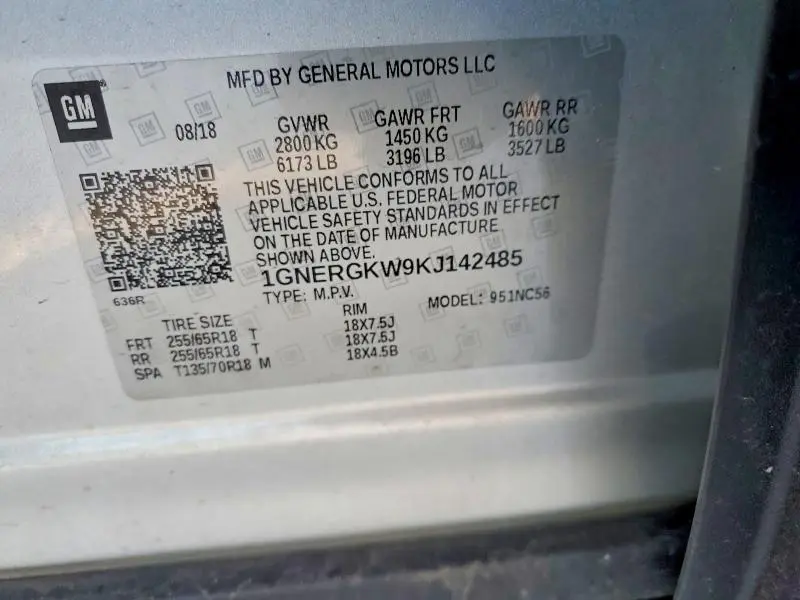 MFD BY GENERAL MOTORS LLC
GM
08/18
GVWR GAWR FRT GAWR RR
2800 KG 1450 KG 1600 KG
6173 LB 3196 LB 3527 LB
THIS VEHICLE CONFORMS TO ALL
APPLICABLE U.S. FEDERAL MOTOR
VEHICLE SAFETY STANDARDS IN EFFECT
ON THE DATE OF MANUFACTURE
SHOWN ABOVE.
1GNERGKW9KJ142485
636R
TYPE: M.P.V. MODEL: 951NC56
TIRE SIZE RIM
FRT 255/65R18 T 18X7.5J
RR 255/65R18 T 18X7.5J
SPA T135/70R18 M 18X4.5B